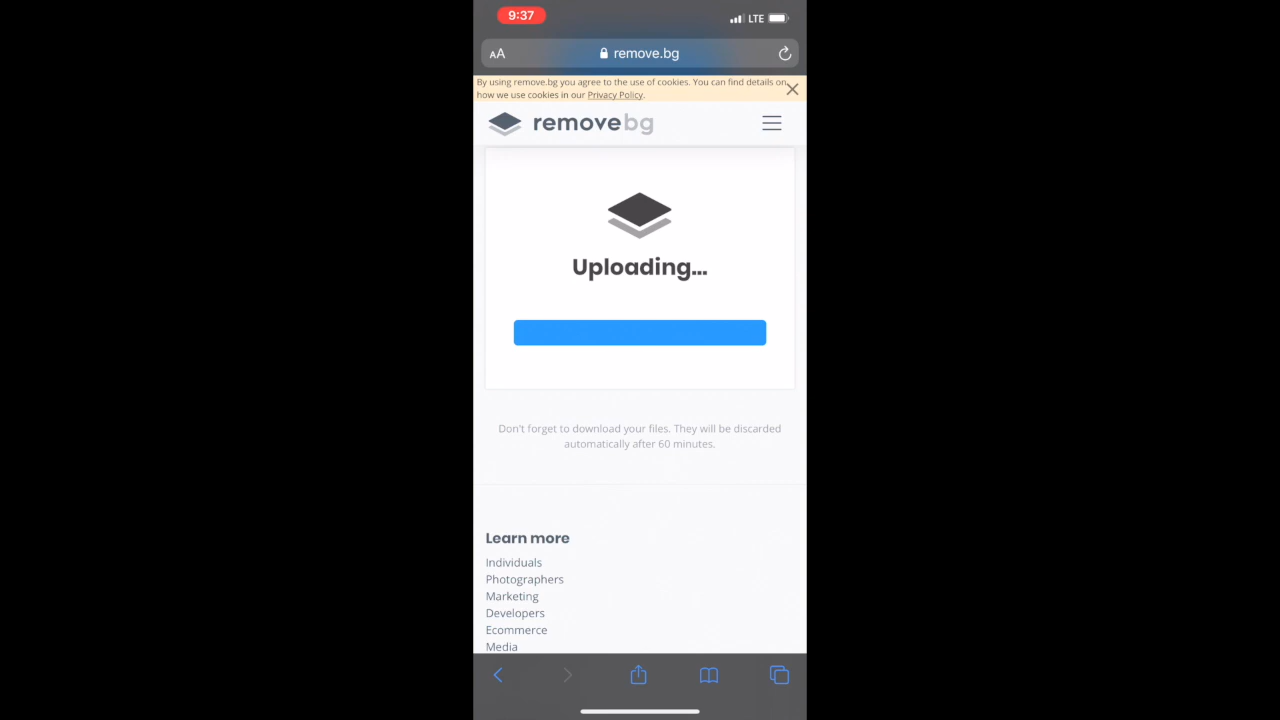 9:37
LTE
AA
remove.bg
By using remove.bg you agree to the use of cookies. You can find details on
how we use cookies in our Privacy Policy.
removebg
Uploading...
Don't forget to download your files. They will be discarded
automatically after 60 minutes.
Learn more
Individuals
Photographers
Marketing
Developers
Ecommerce
Media